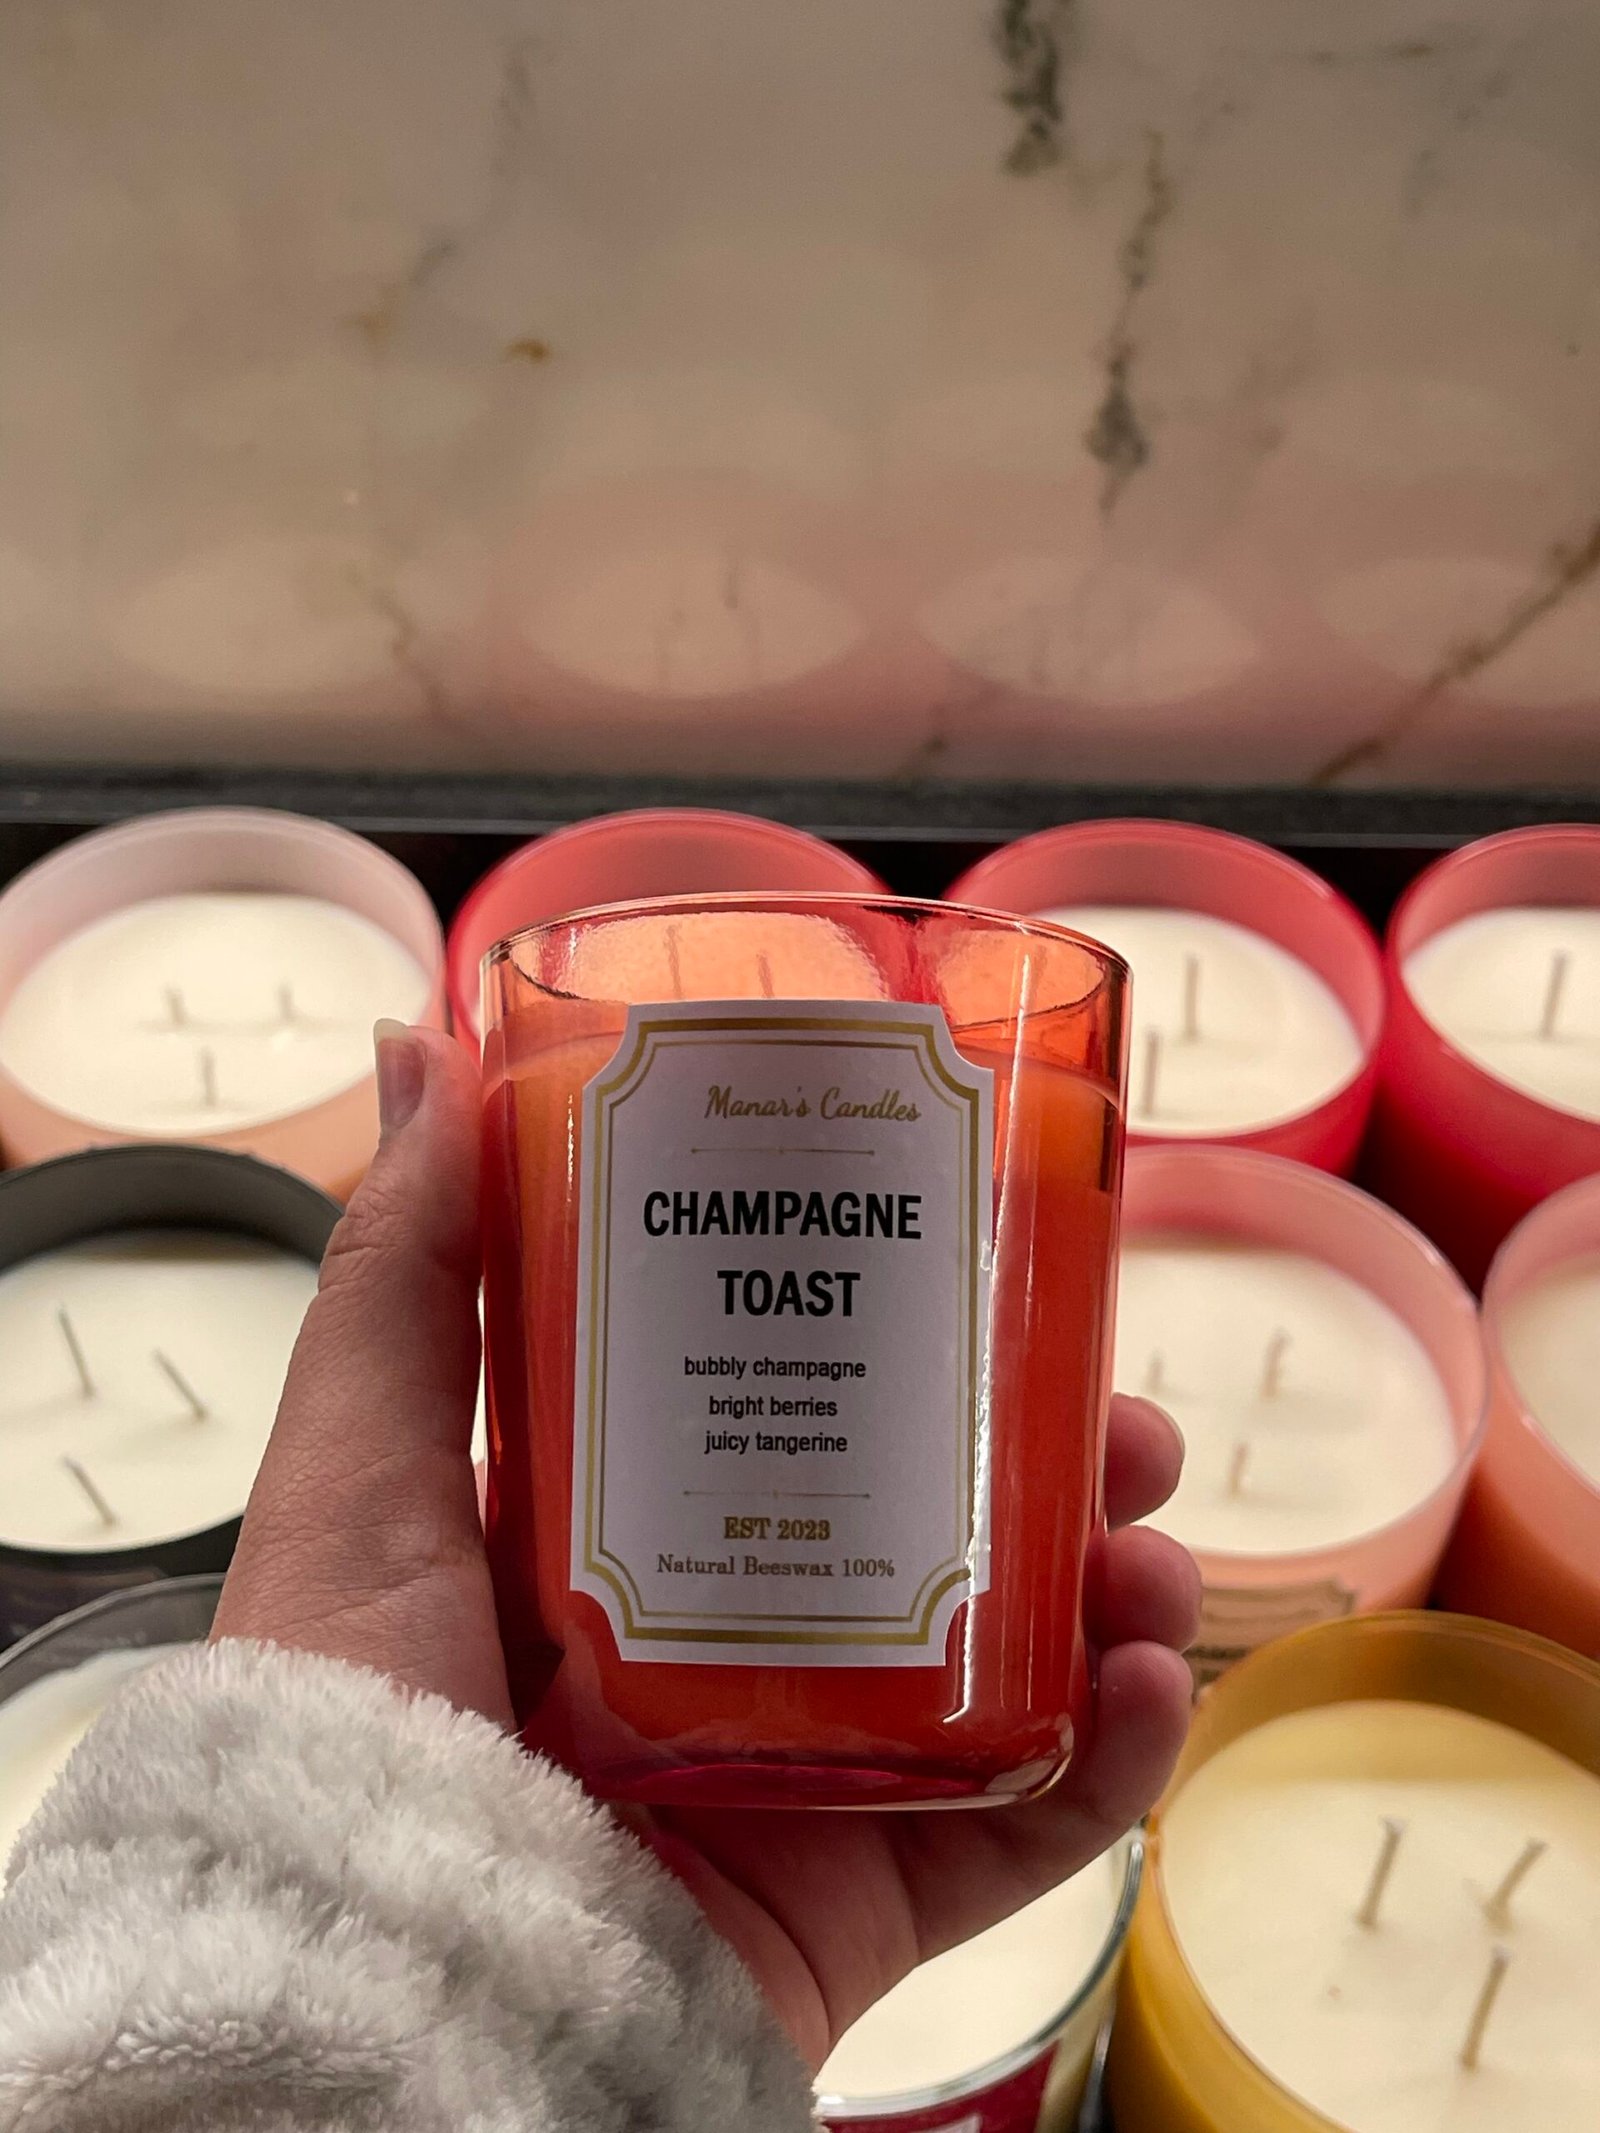 Manar's Candles
CHAMPAGNE
TOAST
bubbly champagne
bright berries
juicy tangerine
EST 2023
Natural Beeswax 100%